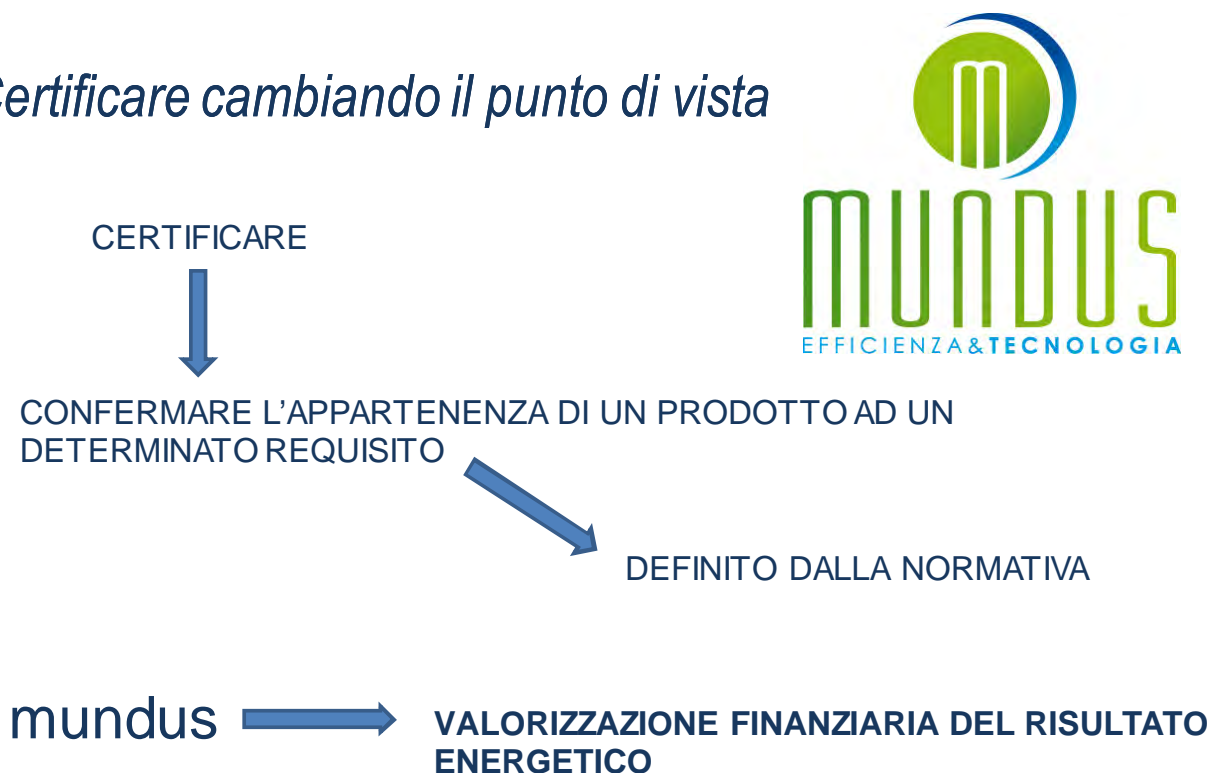 Certificare cambiando il punto di vista
m
MUNDUS
EFFICIENZA&TECNOLOGIA
CERTIFICARE
CONFERMARE L'APPARTENENZA DI UN PRODOTTO AD UN
DETERMINATO REQUISITO
DEFINITO DALLA NORMATIVA
mundus
VALORIZZAZIONE FINANZIARIA DEL RISULTATO
ENERGETICO